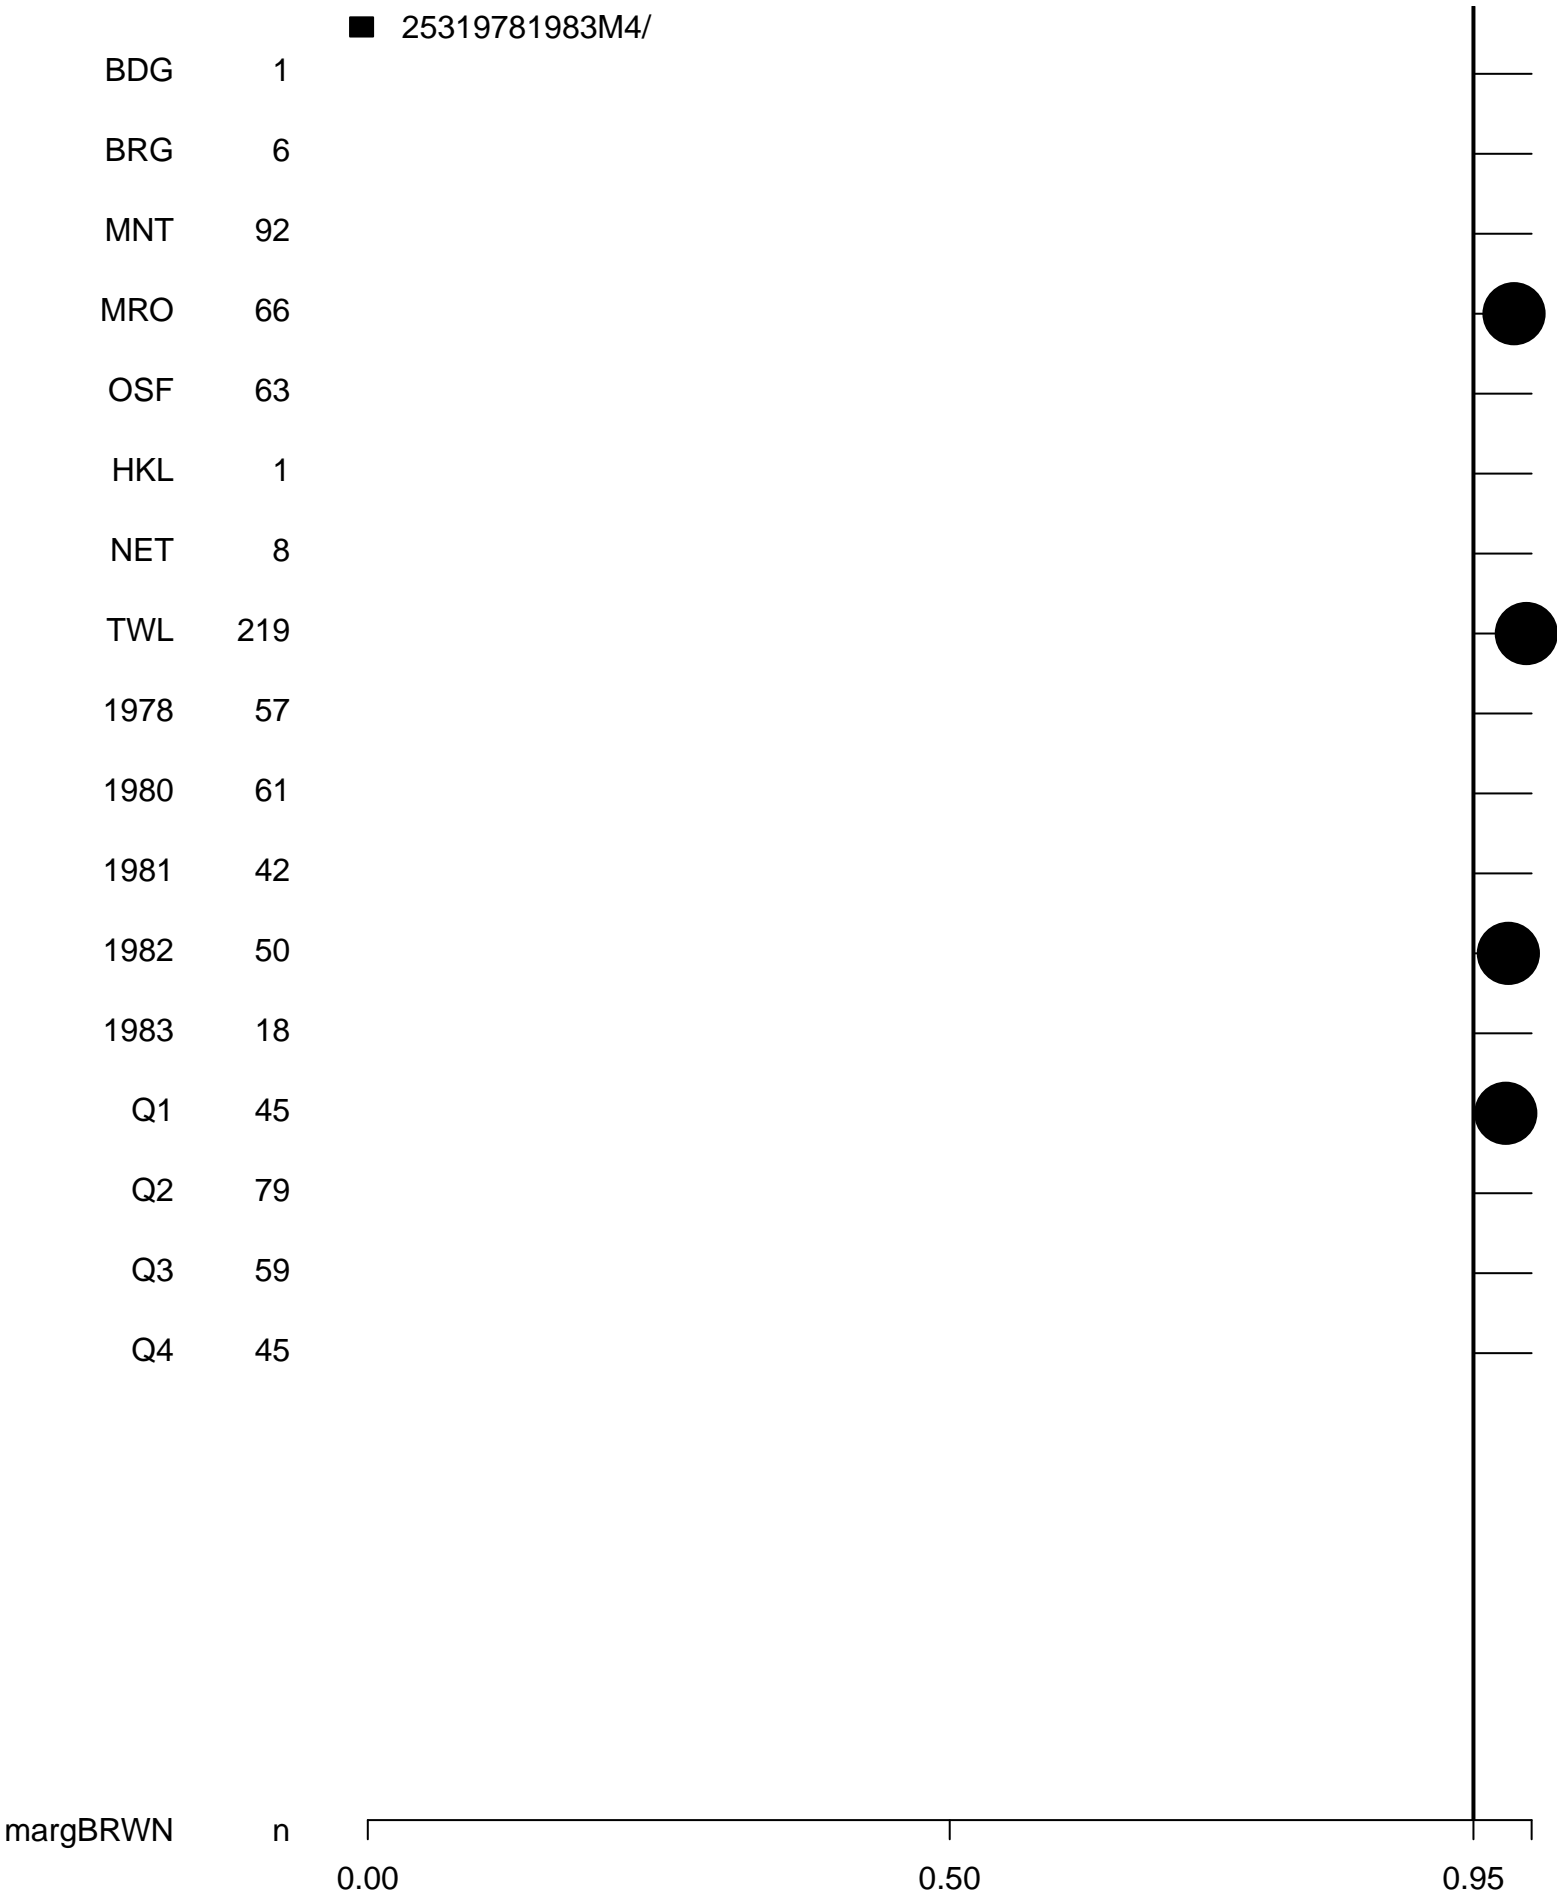 25319781983M4/
BDG 1
BRG 6
MNT 92
MRO 66
OSF 63
HKL 1
NET 8
TWL 219
1978 57
1980 61
1981 42
1982 50
1983 18
Q1 45
Q2 79
Q3 59
Q4 45
margBRWN n
0.00 0.50 0.95